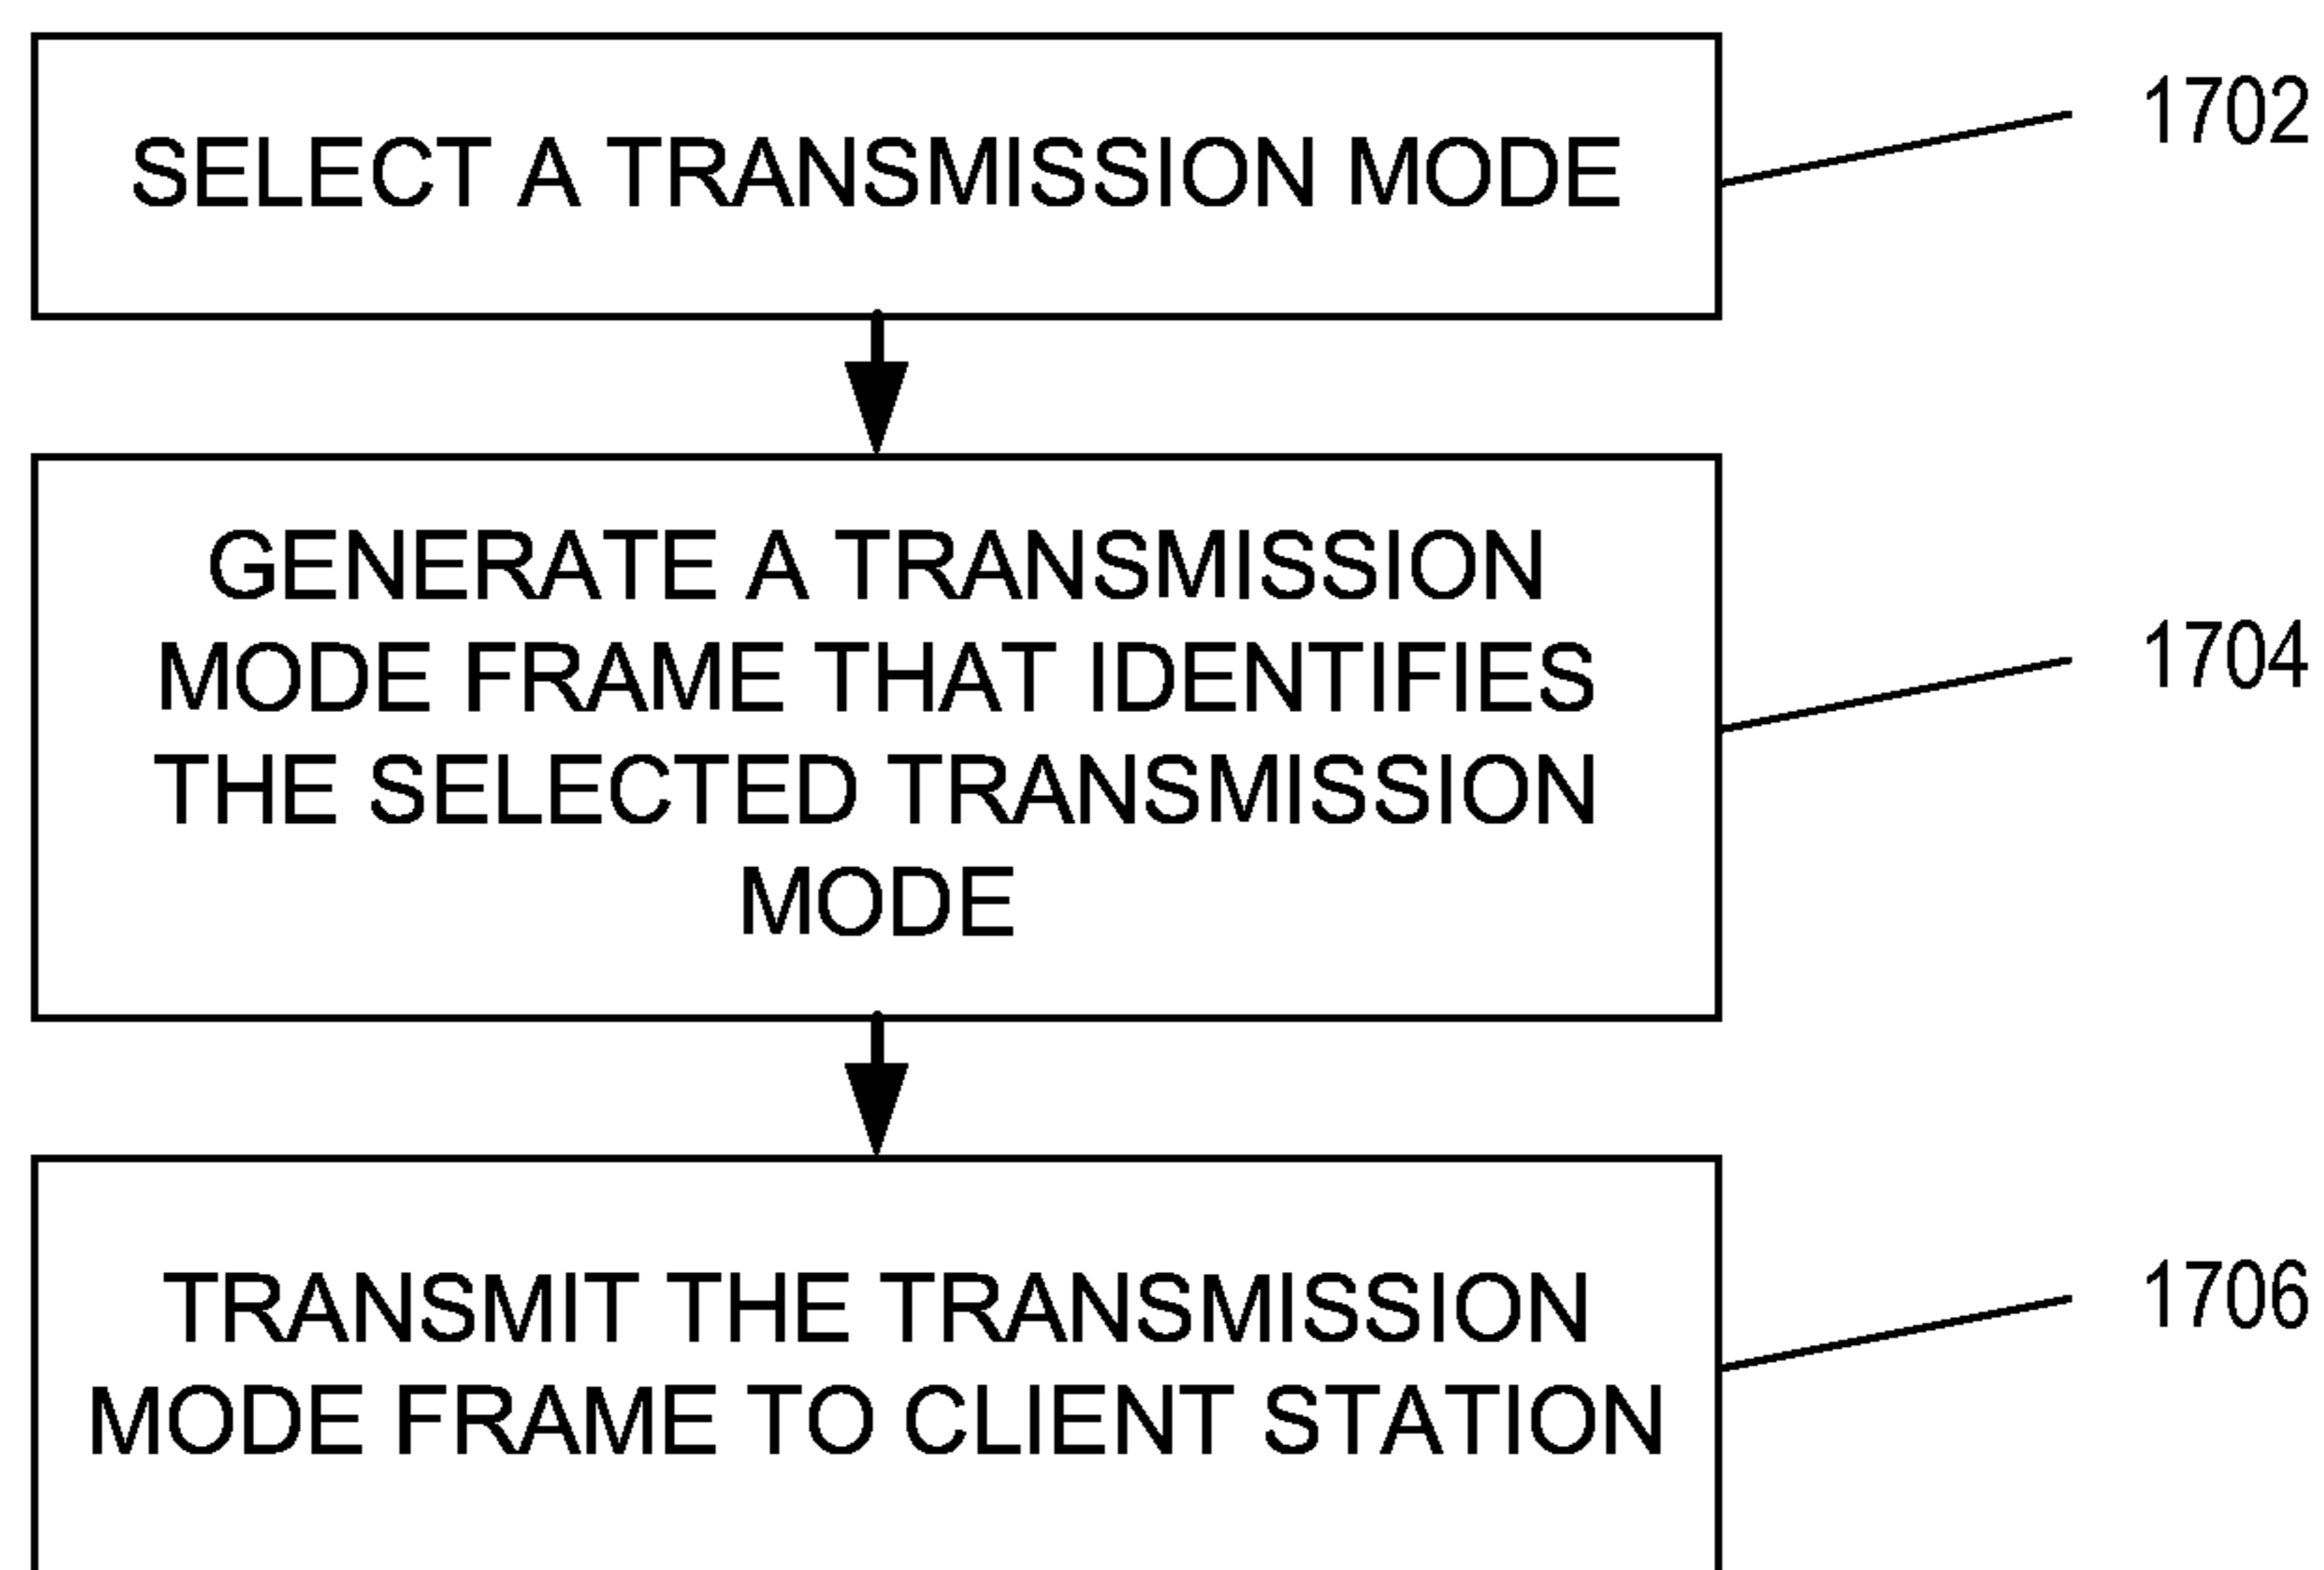 SELECT A TRANSMISSION MODE
1702
GENERATE A TRANSMISSION
MODE FRAME THAT IDENTIFIES
THE SELECTED TRANSMISSION
MODE
1704
TRANSMIT THE TRANSMISSION
MODE FRAME TO CLIENT STATION
1706